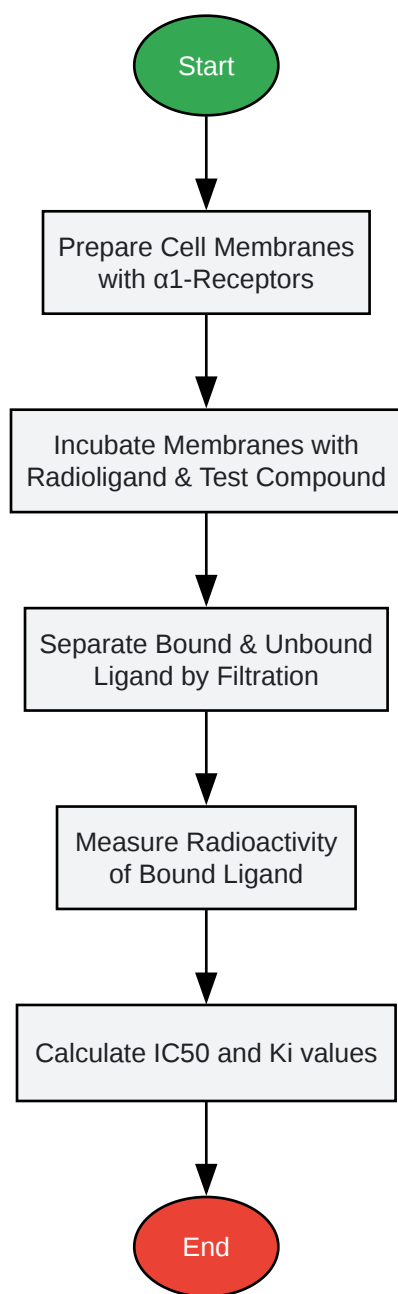 Start
Prepare Cell Membranes
with α1-Receptors
Incubate Membranes with
Radioligand & Test Compound
Separate Bound & Unbound
Ligand by Filtration
Measure Radioactivity
of Bound Ligand
Calculate IC50 and Ki values
End